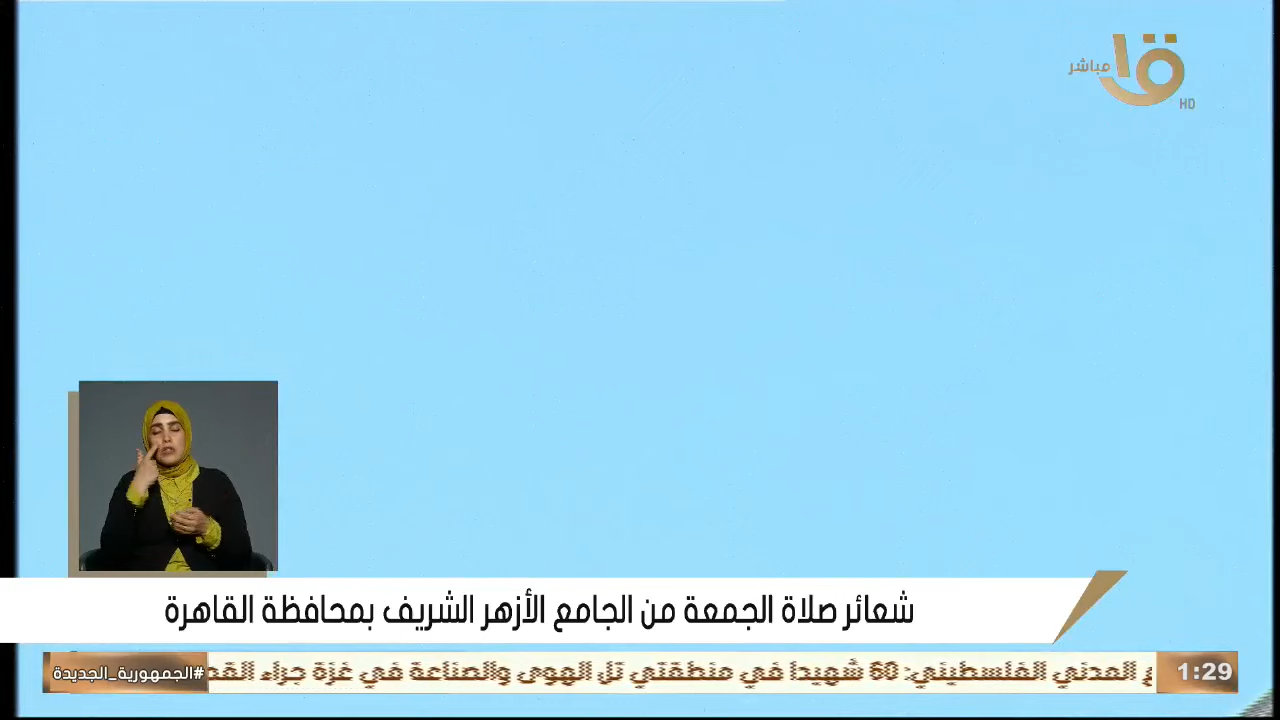 مباشر
HD
شعائر صلاة الجمعة من الجامع الأزهر الشريف بمحافظة القاهرة
1:29
المدني الفلسطيني: 60 شهيدا في منطقتي تل الهوى والصناعة في غزة جراء
#الجمهورية_الجديدة